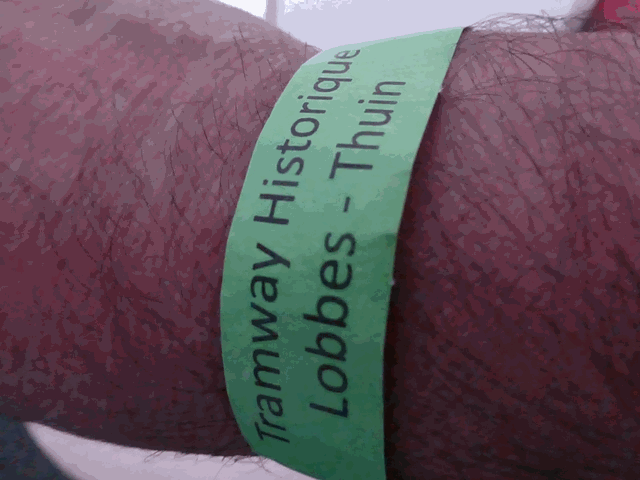 Tramway Historique
Lobbes - Thuin